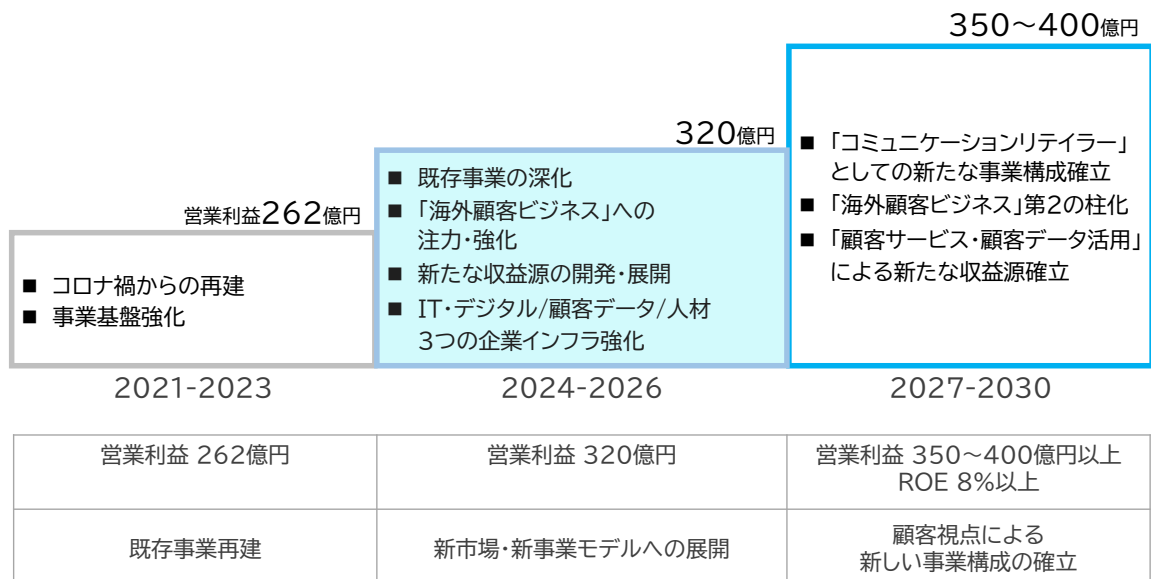 350～400億円
320億円
営業利益262億円
■ コロナ禍からの再建
■ 事業基盤強化
■ 既存事業の深化
■ 「海外顧客ビジネス」への
注力・強化
■ 新たな収益源の開発・展開
■ IT・デジタル/顧客データ/人材
3つの企業インフラ強化
■ 「コミュニケーションリテイラー」
としての新たな事業構成確立
■ 「海外顧客ビジネス」第2の柱化
■ 「顧客サービス・顧客データ活用」
による新たな収益源確立
2021-2023
2024-2026
2027-2030
営業利益 262億円
営業利益 320億円
営業利益 350～400億円以上
ROE 8%以上
既存事業再建
新市場・新事業モデルへの展開
顧客視点による
新しい事業構成の確立